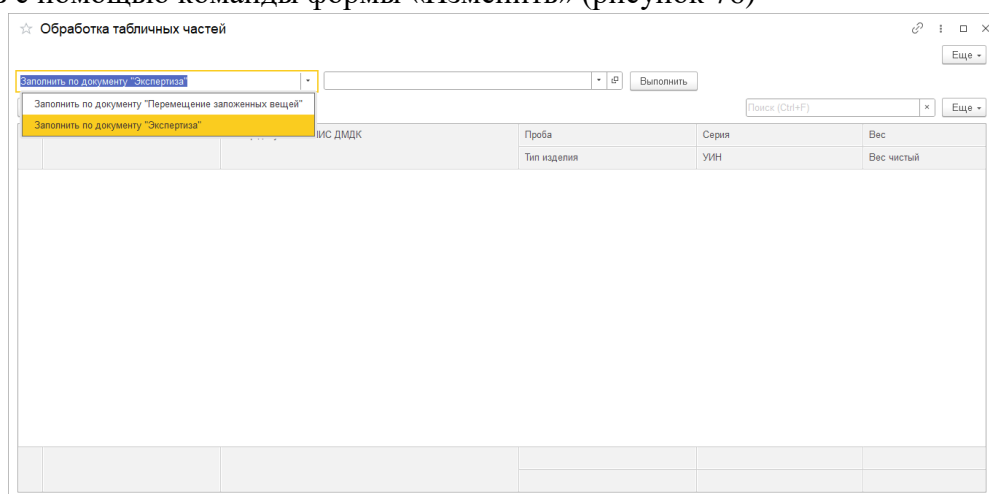 с помощью команды формы «Изменить» (рисунок 78)
Обработка табличных частей
Еще
Заполнить по документу "Экспертиза"
Выполнить
Заполнить по документу "Перемещение заложенных вещей"
Поиск (Ctrl+F)
×
Еще
Заполнить по документу "Экспертиза"
ИС ДМДК
Проба
Серия
Вес
Тип изделия
УИН
Вес чистый